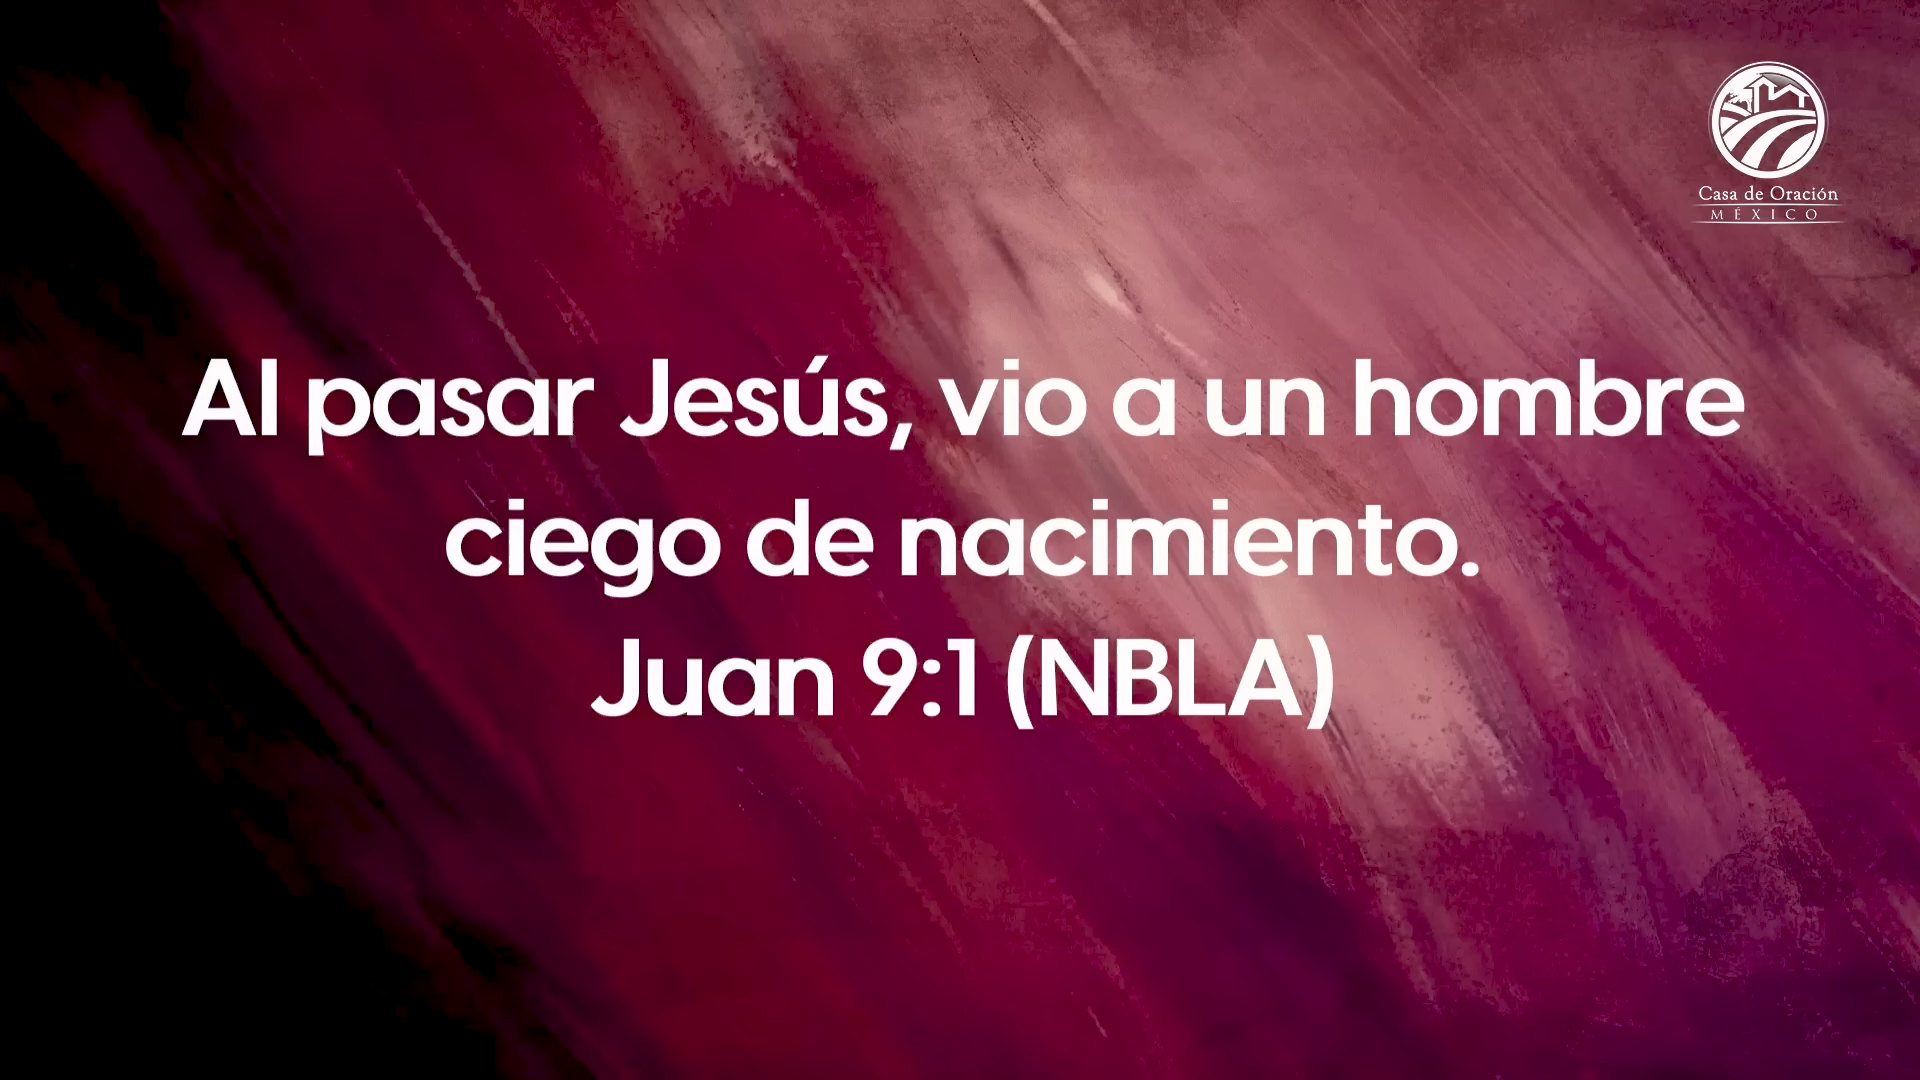 Casa de Oración
MÉXICO
Al pasar Jesús, vio a un hombre
ciego de nacimiento.
Juan 9:1 (NBLA)